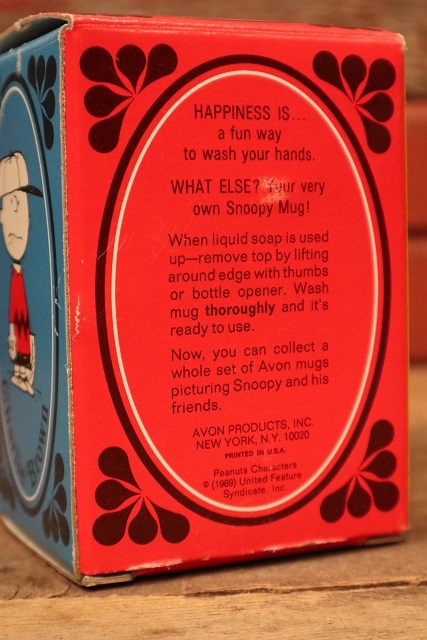 HAPPINESS IS...
a fun way
to wash your hands.
WHAT ELSE? Your very
own Snoopy Mug!
When liquid soap is used
up—remove top by lifting
around edge with thumbs
or bottle opener. Wash
mug thoroughly and it's
ready to use.
Now, you can collect a
whole set of Avon mugs
picturing Snoopy and his
friends.
AVON PRODUCTS, INC.
NEW YORK, N.Y. 10020
PRINTED IN U.S.A.
Peanuts Characters
© (1969) United Feature
Syndicate, Inc.
Brown